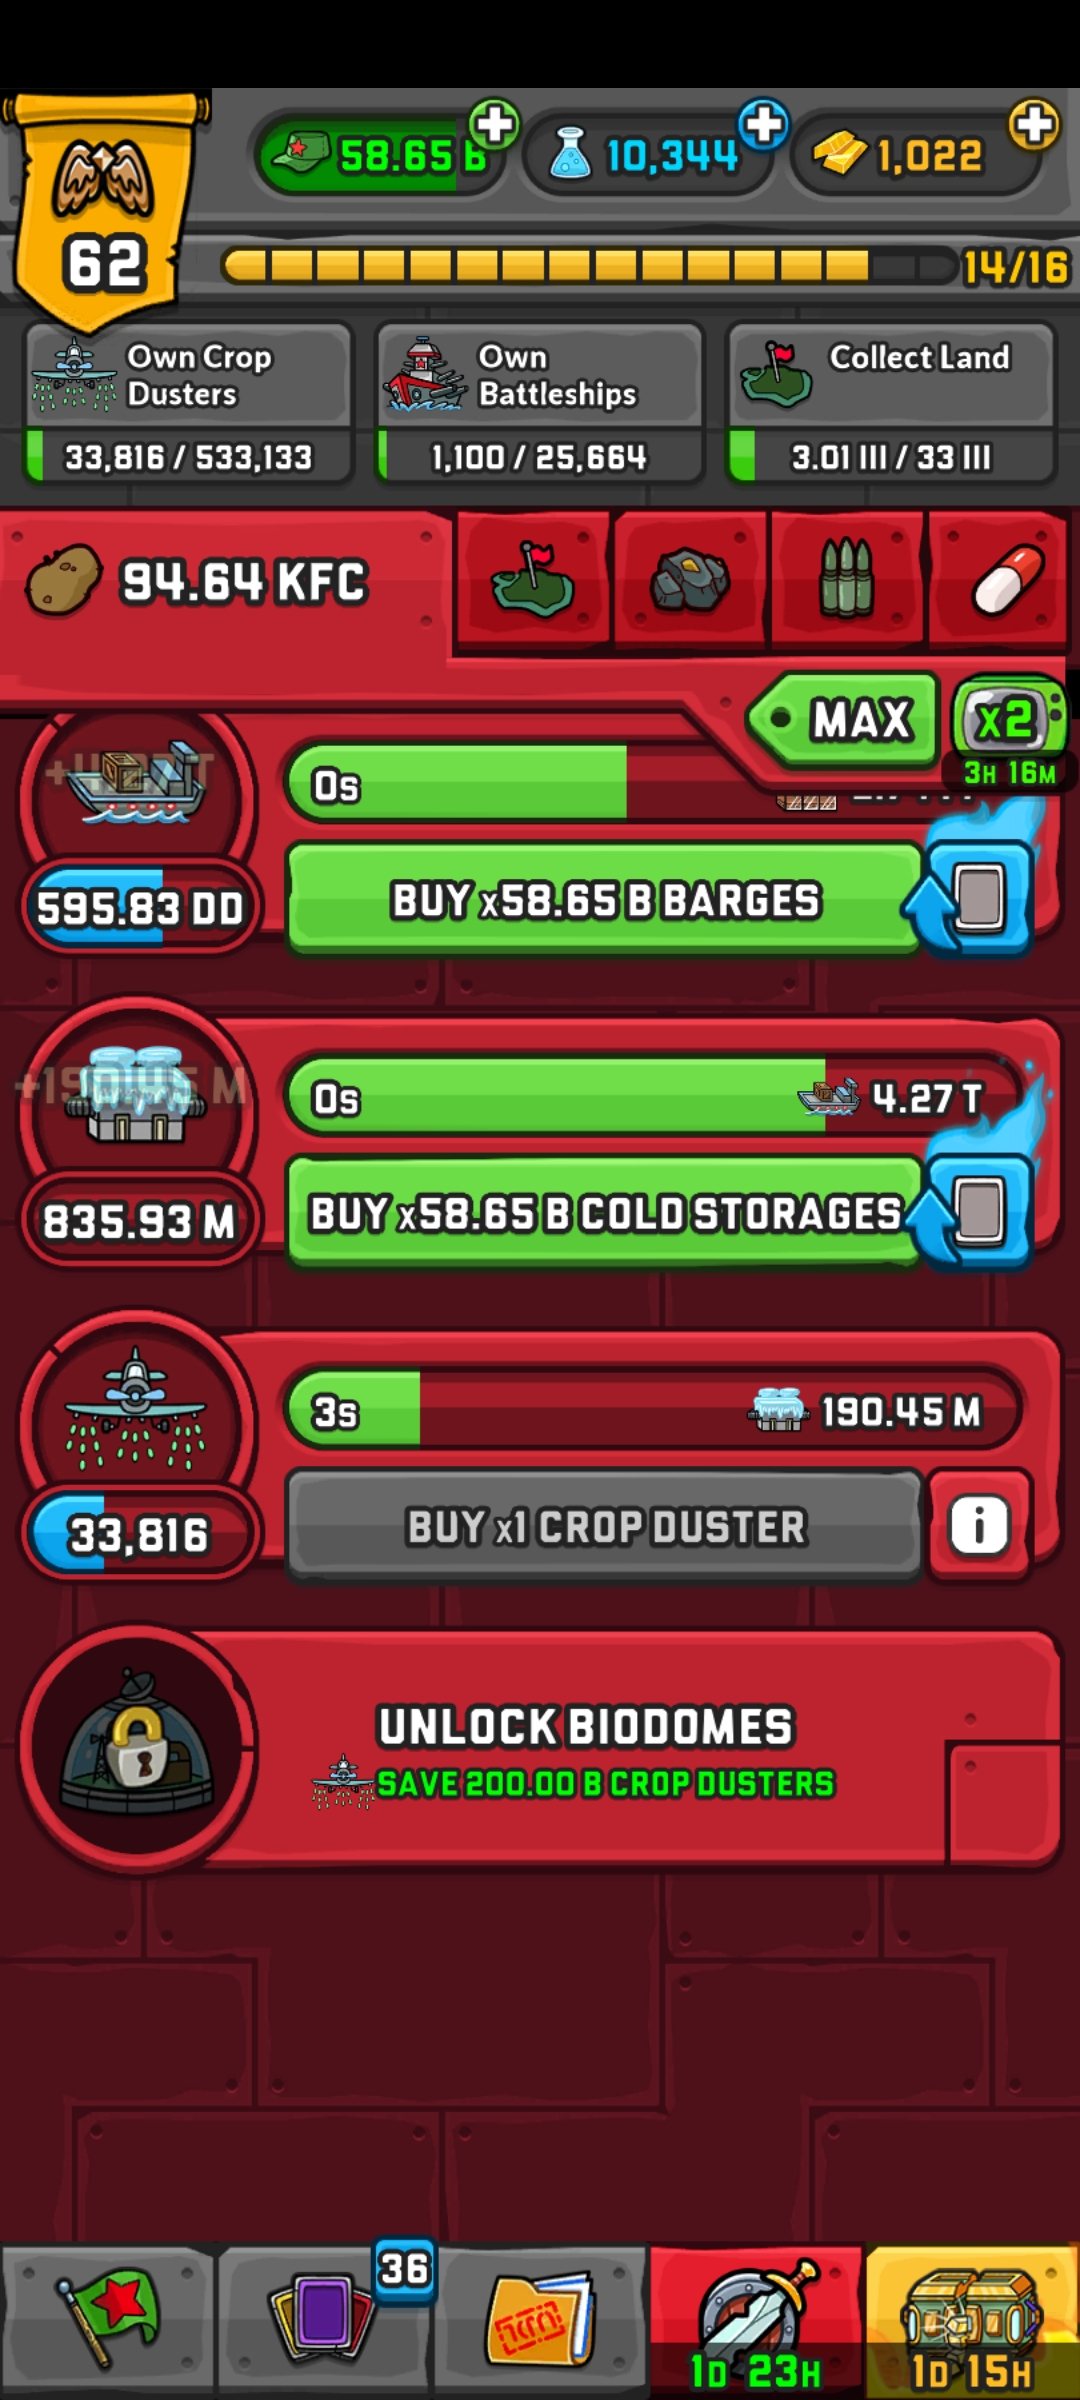 58.65 B
10,344
1,022
62
14/16
Own Crop Dusters
33,816 / 533,133
Own Battleships
1,100 / 25,664
Collect Land
3.01 III / 33 III
94.64 KFC
MAX
x2
3H 16M
0s
595.83 DD
BUY x58.65 B BARGES
0s
4.27 T
835.93 M
BUY x58.65 B COLD STORAGES
3s
190.45 M
33,816
BUY x1 CROP DUSTER
i
UNLOCK BIODOMES
SAVE 200.00 B CROP DUSTERS
36
1D 23H
1D 15H